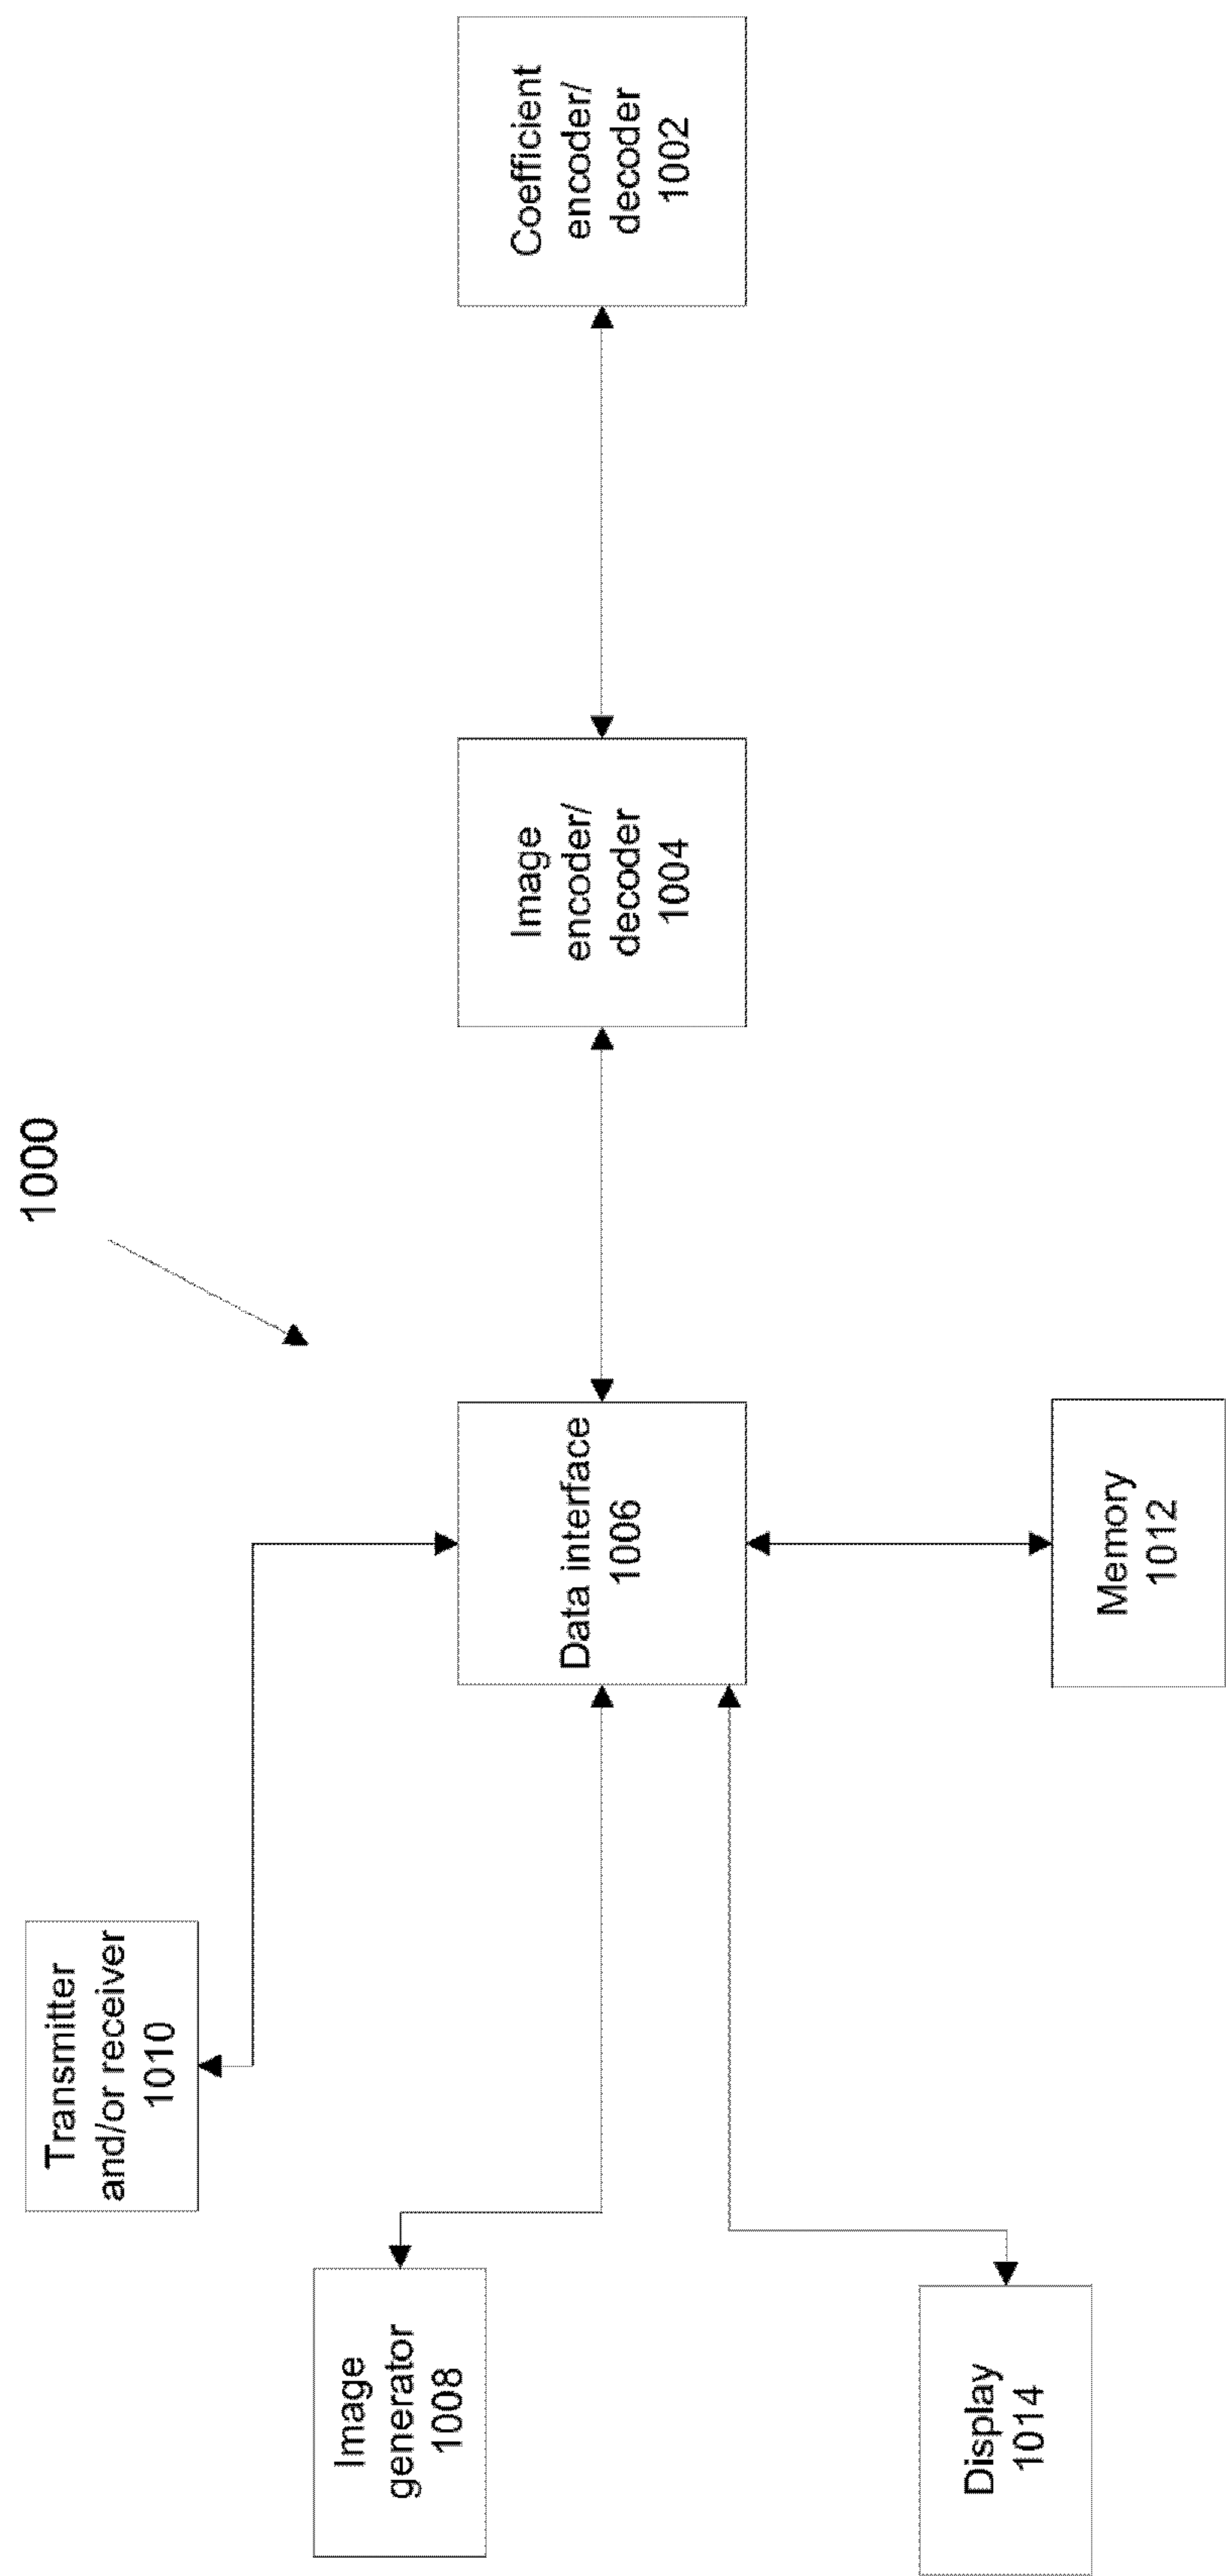 1000
Transmitter
and/or receiver
1010
Image
generator
1008
Data interface
1006
Image
encoder/
decoder
1004
Coefficient
encoder/
decoder
1002
Display
1014
Memory
1012